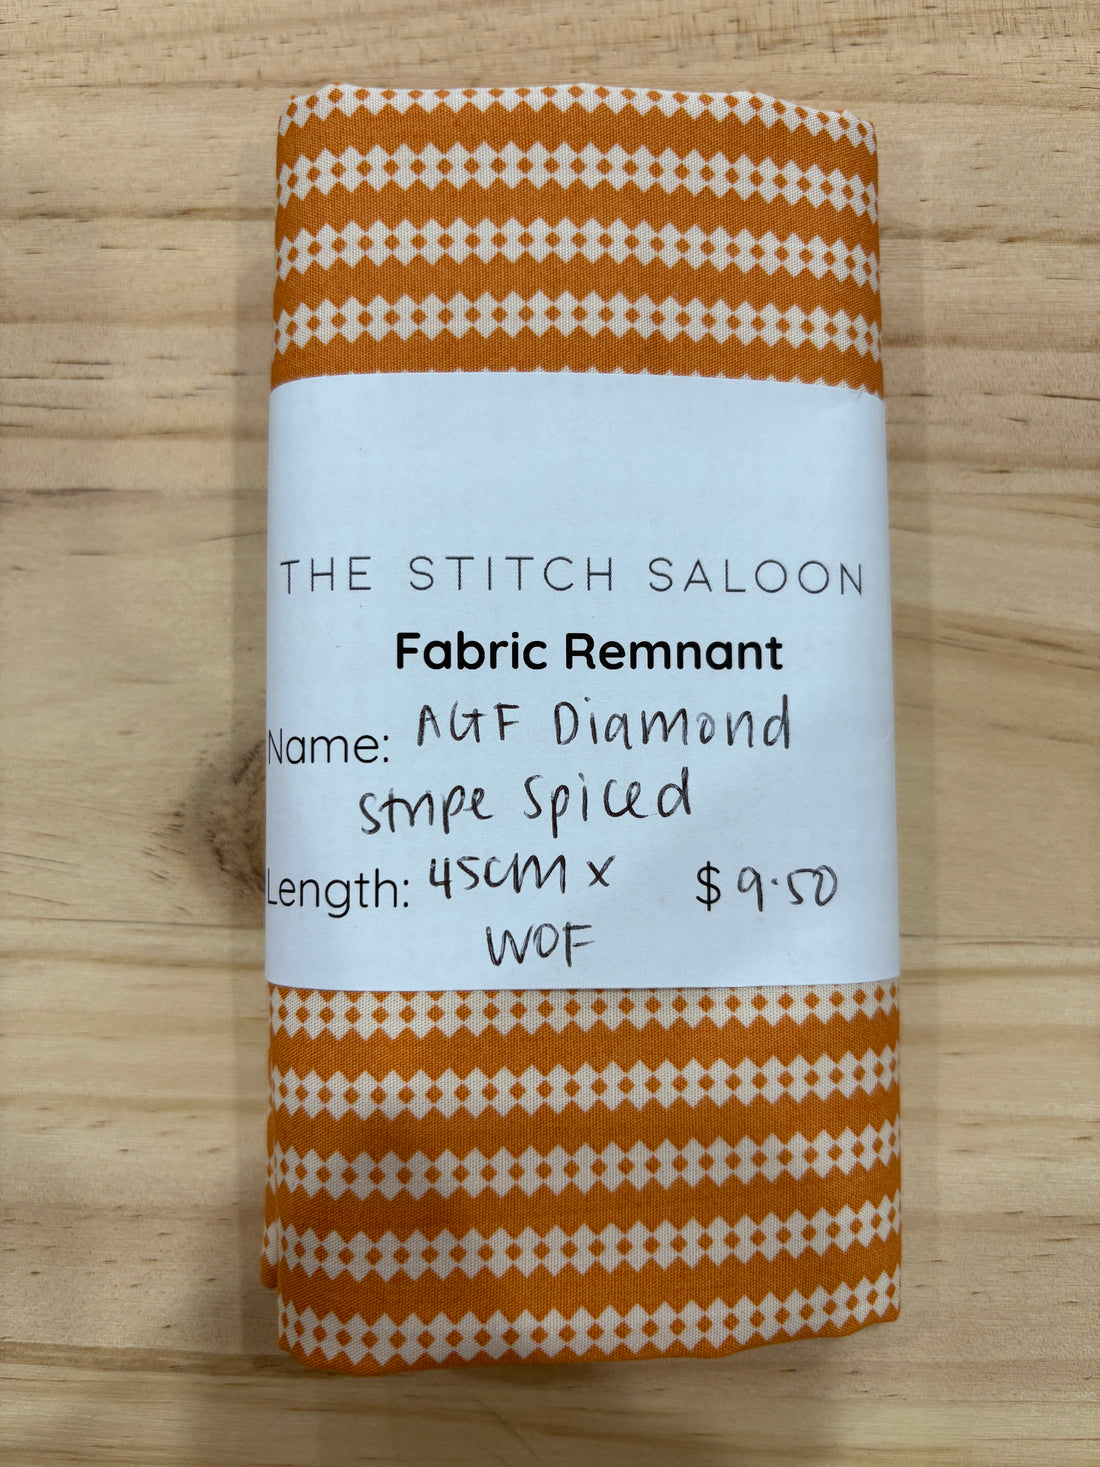 THE STITCH SALOON
Fabric Remnant
Name: AGF Diamond
Stripe Spiced
Length: 45cm x $9.50
WOF